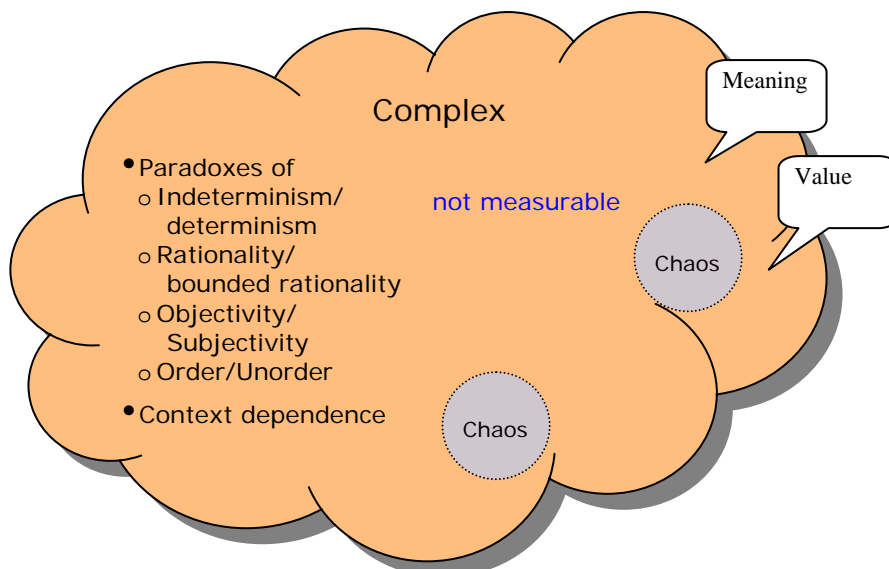 Complex
Meaning
Value
• Paradoxes of
o Indeterminism/
determinism
o Rationality/
bounded rationality
o Objectivity/
Subjectivity
o Order/Unorder
• Context dependence
not measurable
Chaos
Chaos